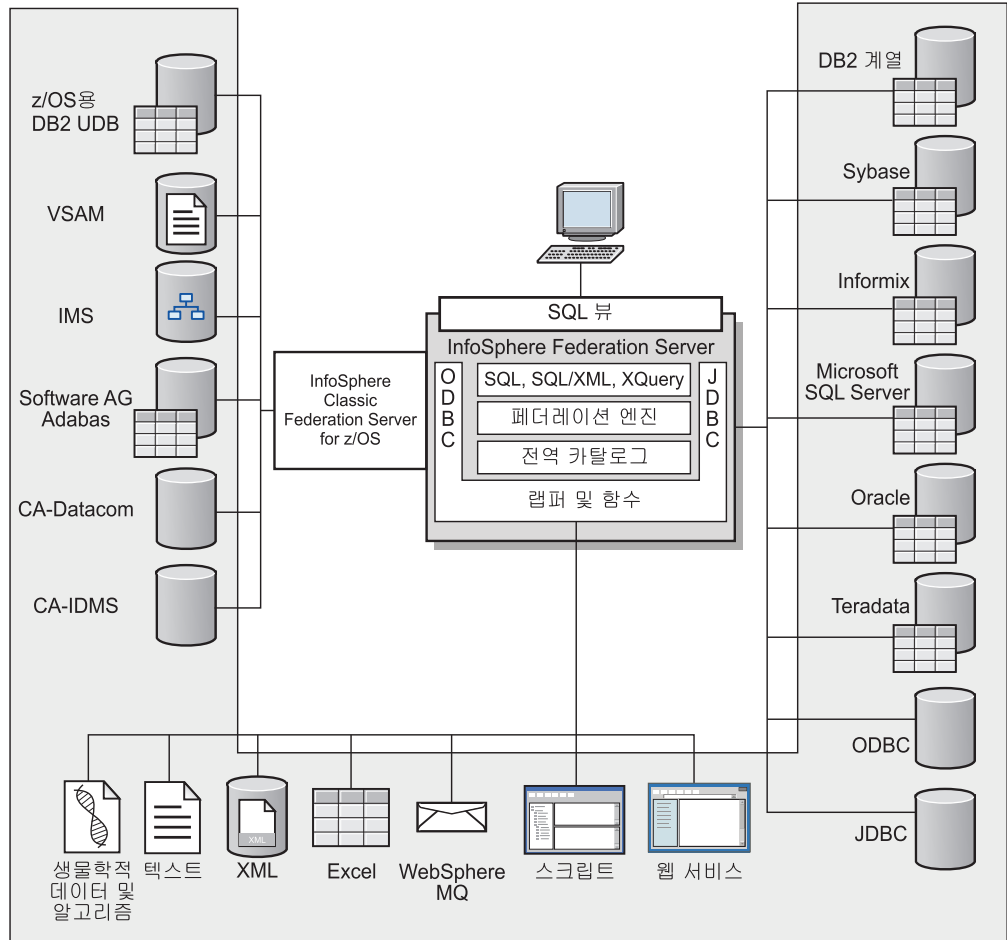 z/OS용
DB2 UDB
VSAM
IMS
Software AG
Adabas
CA-Datacom
CA-IDMS
InfoSphere
Classic
Federation Server
for z/OS
SQL 뷰
InfoSphere Federation Server
ODBC
SQL, SQL/XML, XQuery
페더레이션 엔진
전역 카탈로그
JDBC
랩퍼 및 함수
DB2 계열
Sybase
Informix
Microsoft
SQL Server
Oracle
Teradata
ODBC
JDBC
생물학적
데이터 및
알고리즘
텍스트
XML
XML
Excel
WebSphere
MQ
스크립트
웹 서비스